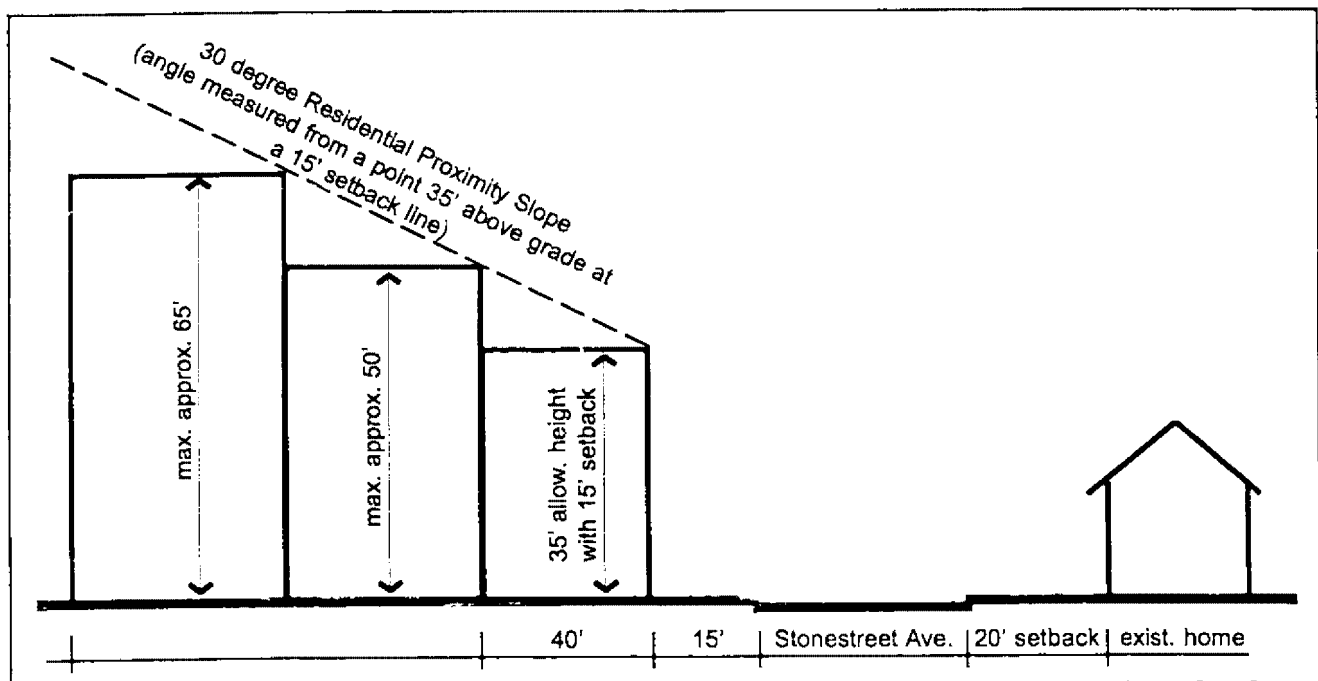 30 degree Residential Proximity Slope
(angle measured from a point 35' above grade at
a 15' setback line)
max. approx. 65'
max. approx. 50'
35' allow. height
with 15' setback
40'
15'
Stonestreet Ave.
20' setback
exist. home